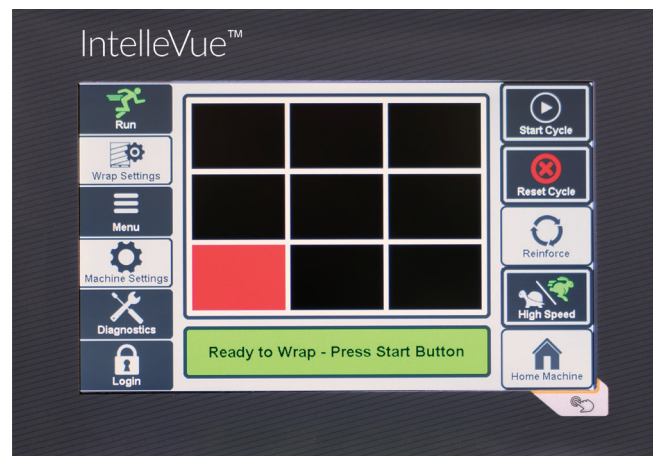 IntelleVue™
Run
Wrap Settings
Menu
Machine Settings
Diagnostics
Login
Ready to Wrap - Press Start Button
Start Cycle
Reset Cycle
Reinforce
High Speed
Home Machine